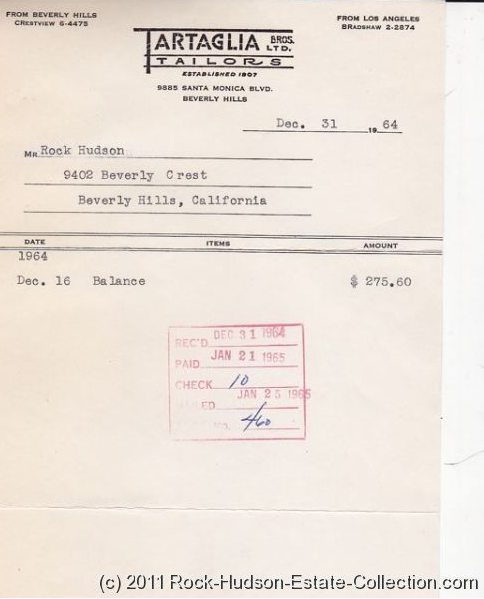 FROM BEVERLY HILLS
CRESTVIEW 6-4475
FROM LOS ANGELES
BRADSHAW 2-2874
TARTAGLIA BROS. LTD.
TAILORS
ESTABLISHED 1907
9885 SANTA MONICA BLVD.
BEVERLY HILLS
Dec. 31 1964
MR Rock Hudson
9402 Beverly Crest
Beverly Hills, California
DATE ITEMS AMOUNT
1964
Dec. 16 Balance $ 275.60
REC'D DEC 31 1964
PAID JAN 21 1965
CHECK 10
ED JAN 25 1965
NO. 460
(c) 2011 Rock-Hudson-Estate-Collection.com